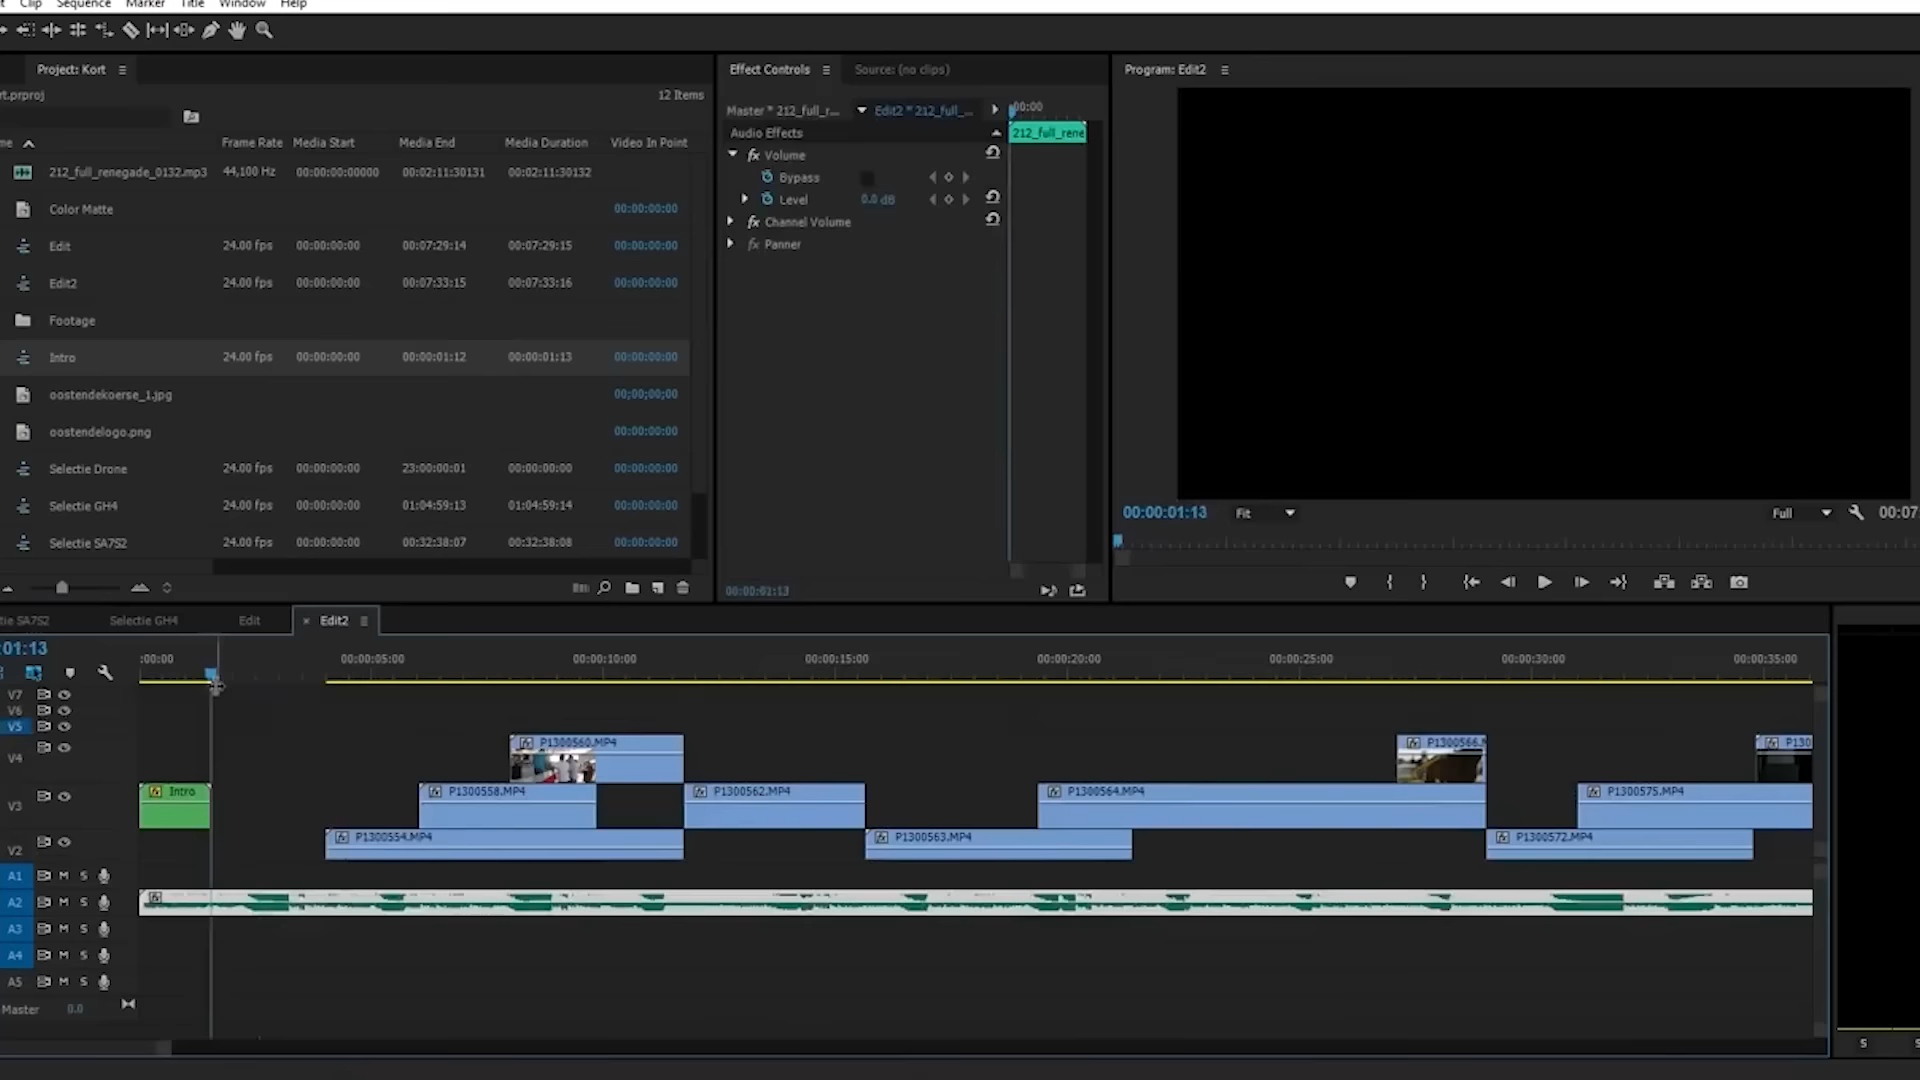 Clip Sequence Marker Title Window Help
Project: Kort
rt.prproj
12 Items
Frame Rate Media Start Media End Media Duration Video In Point
212_full_renegade_0132.mp3 44,100 Hz 00:00:00:00000 00:02:11:30131 00:02:11:30132
Color Matte 00:00:00:00
Edit 24.00 fps 00:00:00:00 00:07:29:14 00:07:29:15 00:00:00:00
Edit2 24.00 fps 00:00:00:00 00:07:33:15 00:07:33:16 00:00:00:00
Footage
Intro 24.00 fps 00:00:00:00 00:00:01:12 00:00:01:13 00:00:00:00
oostendekoerse_1.jpg 00;00;00;00
oostendelogo.png 00:00:00:00
Selectie Drone 24.00 fps 00:00:00:00 23:00:00:01 00:00:00:00 00:00:00:00
Selectie GH4 24.00 fps 00:00:00:00 01:04:59:13 01:04:59:14 00:00:00:00
Selectie SA7S2 24.00 fps 00:00:00:00 00:32:38:07 00:32:38:08 00:00:00:00
Effect Controls Source: (no clips)
Master * 212_full_r... Edit2 * 212_full_... :00:00
Audio Effects 212_full_rene
fx Volume
Bypass
Level 0.0 dB
fx Channel Volume
fx Panner
00:00:01:13
Program: Edit2
00:00:01:13 Fit Full 00:07
tie SA7S2 Selectie GH4 Edit × Edit2
:01:13
:00:00 00:00:05:00 00:00:10:00 00:00:15:00 00:00:20:00 00:00:25:00 00:00:30:00 00:00:35:00
V7
V6
V5
V4 fx P1300560.MP4 fx P1300566.M fx P130
V3 fx Intro fx P1300558.MP4 fx P1300562.MP4 fx P1300564.MP4 fx P1300575.MP4
V2 fx P1300554.MP4 fx P1300563.MP4 fx P1300572.MP4
A1 M S
A2 M S fx
A3 M S
A4 M S
A5 M S
Master 0.0
S S